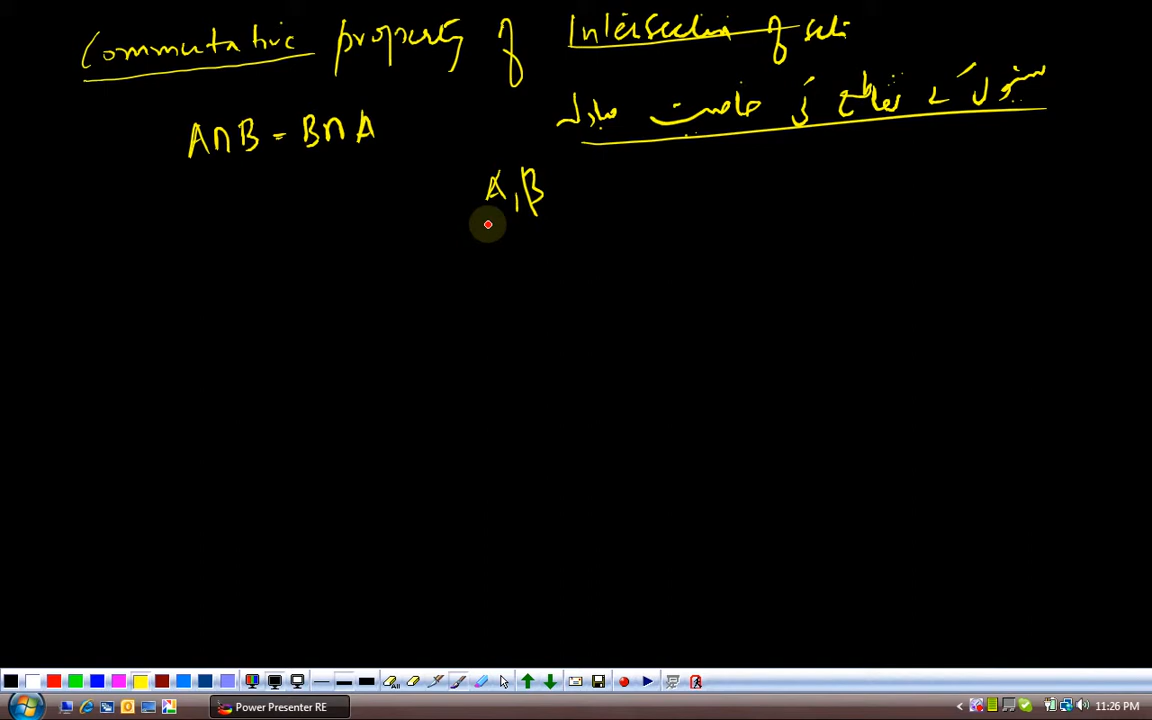 Commutative property of Intersection of sets
سیٹوں کے تقاطع کی خاصیت مبادلہ
A∩B = B∩A
A, B
Power Presenter RE
11:26 PM